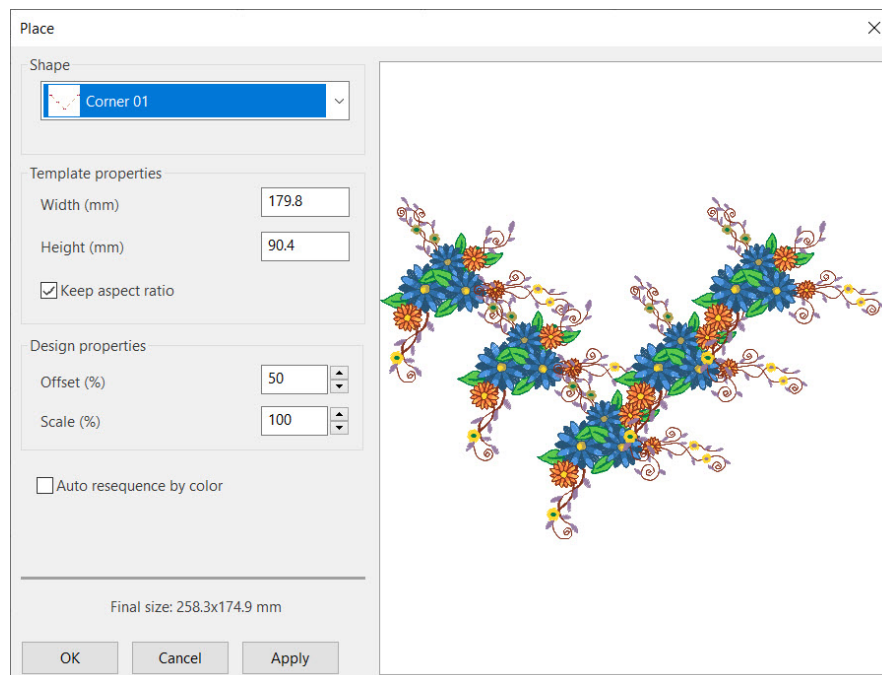 Place
Shape
Corner 01
Template properties
Width (mm) 179.8
Height (mm) 90.4
Keep aspect ratio
Design properties
Offset (%) 50
Scale (%) 100
Auto resequence by color
Final size: 258.3x174.9 mm
OK Cancel Apply